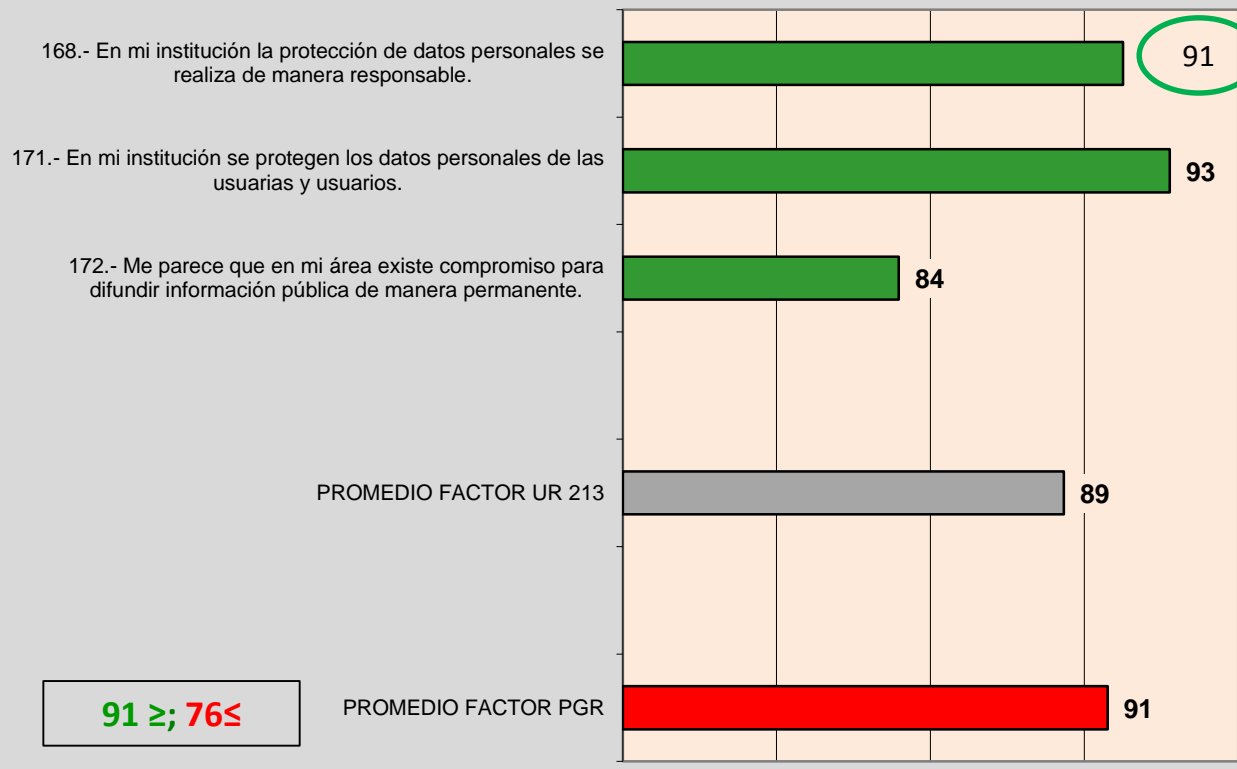 168.- En mi institución la protección de datos personales se
realiza de manera responsable.
91
171.- En mi institución se protegen los datos personales de las
usuarias y usuarios.
93
172.- Me parece que en mi área existe compromiso para
difundir información pública de manera permanente.
84
PROMEDIO FACTOR UR 213
89
91 ≥; 76≤
PROMEDIO FACTOR PGR
91